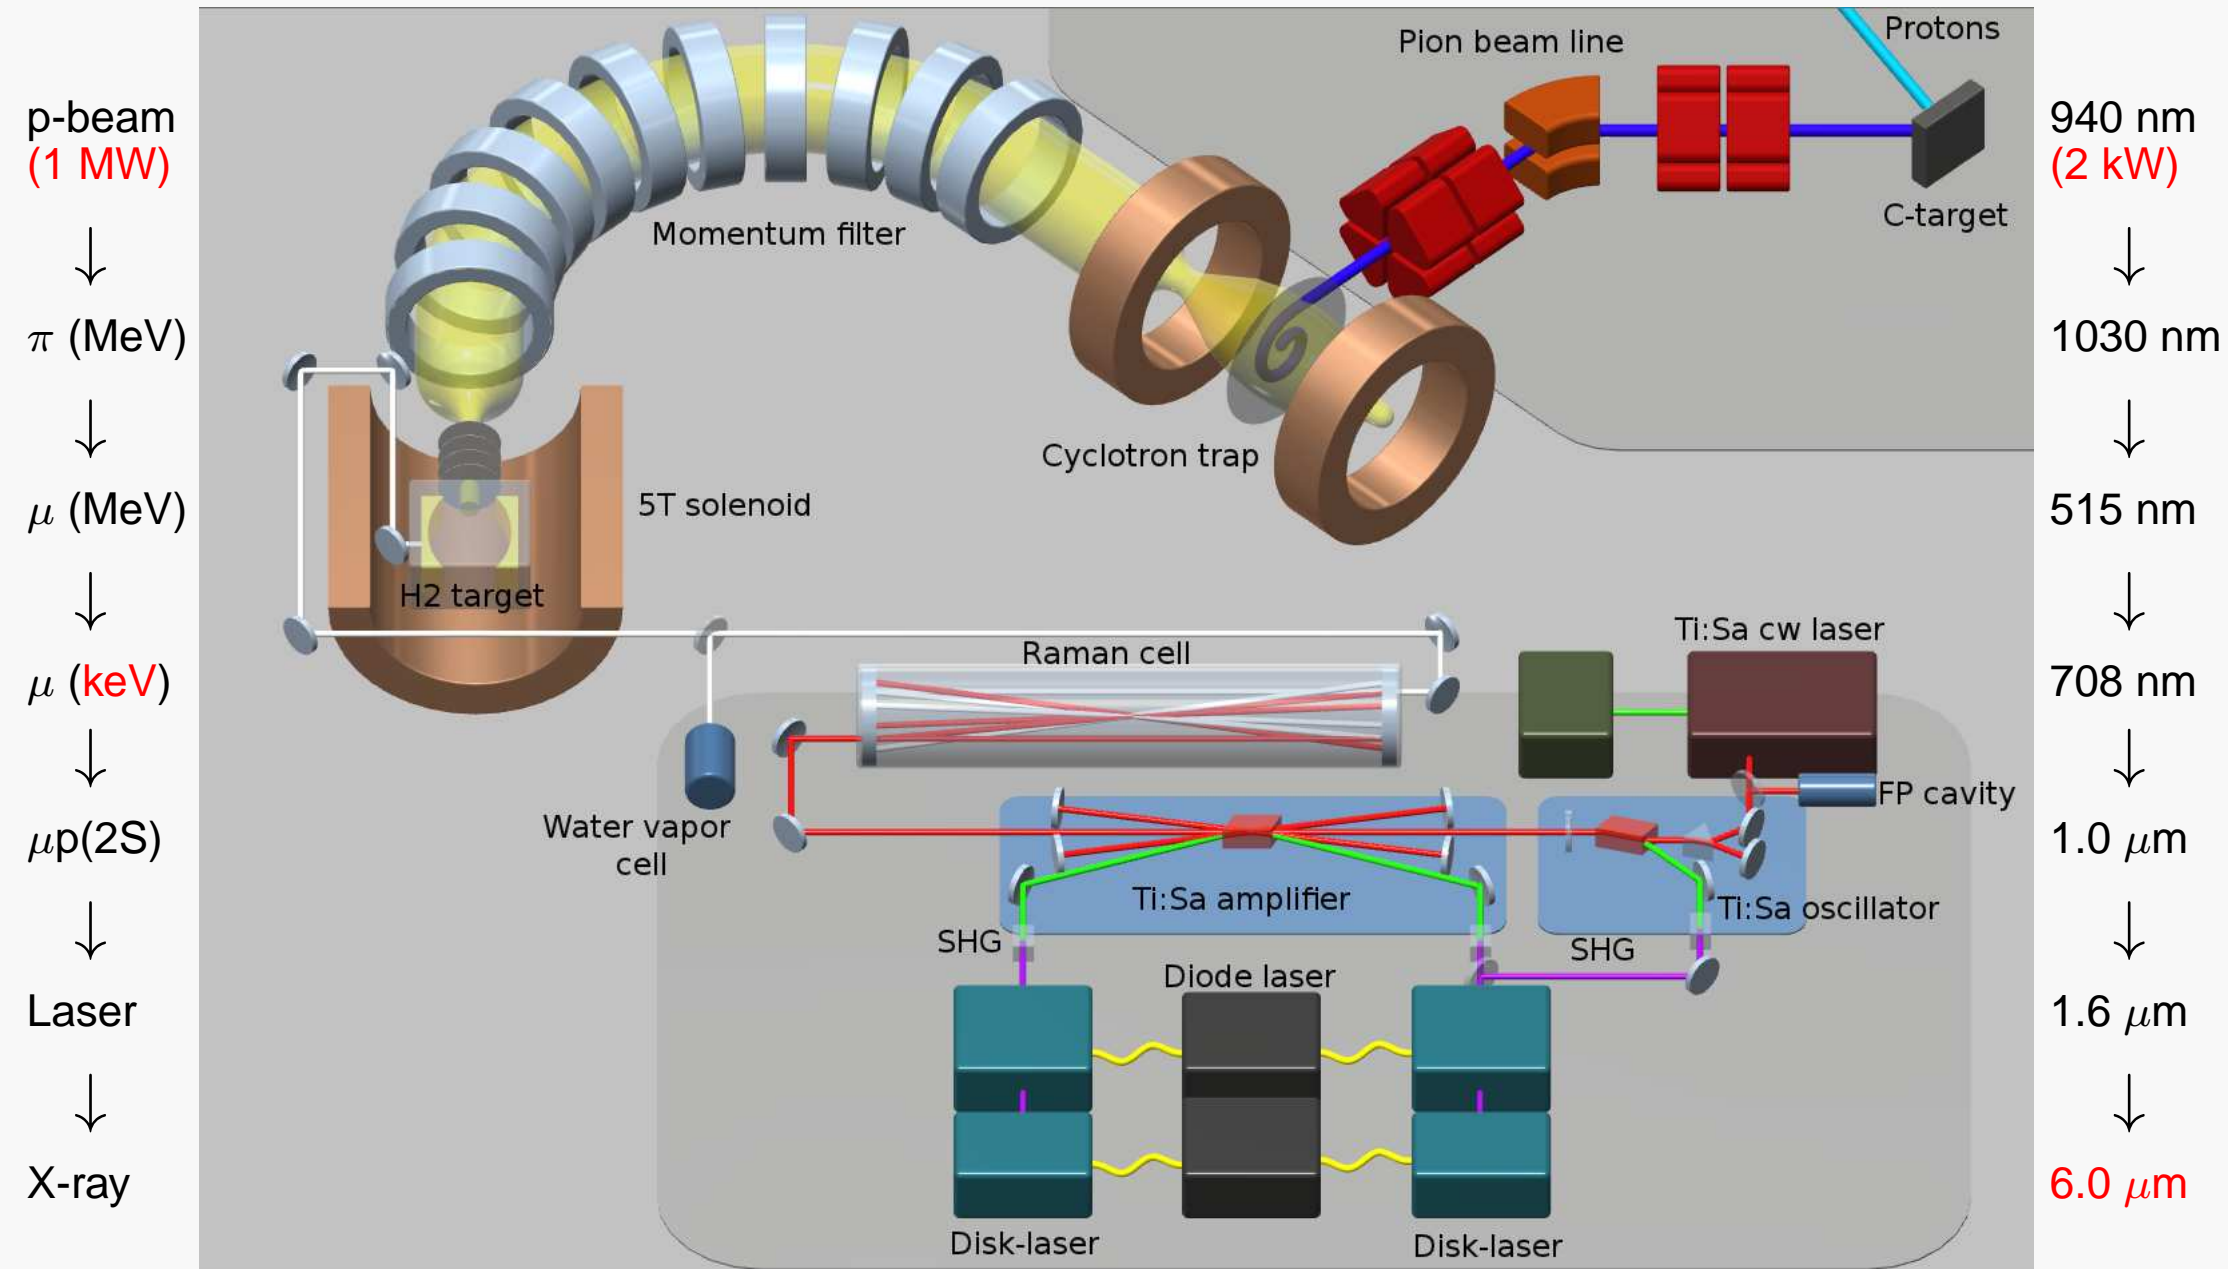 p-beam
(1 MW)
↓
π (MeV)
↓
μ (MeV)
↓
μ (keV)
↓
μp(2S)
↓
Laser
↓
X-ray
Protons
Pion beam line
C-target
Momentum filter
Cyclotron trap
5T solenoid
H2 target
Ti:Sa cw laser
Raman cell
FP cavity
Water vapor
cell
Ti:Sa amplifier
Ti:Sa oscillator
SHG
SHG
Diode laser
Disk-laser
Disk-laser
940 nm
(2 kW)
↓
1030 nm
↓
515 nm
↓
708 nm
↓
1.0 μm
↓
1.6 μm
↓
6.0 μm